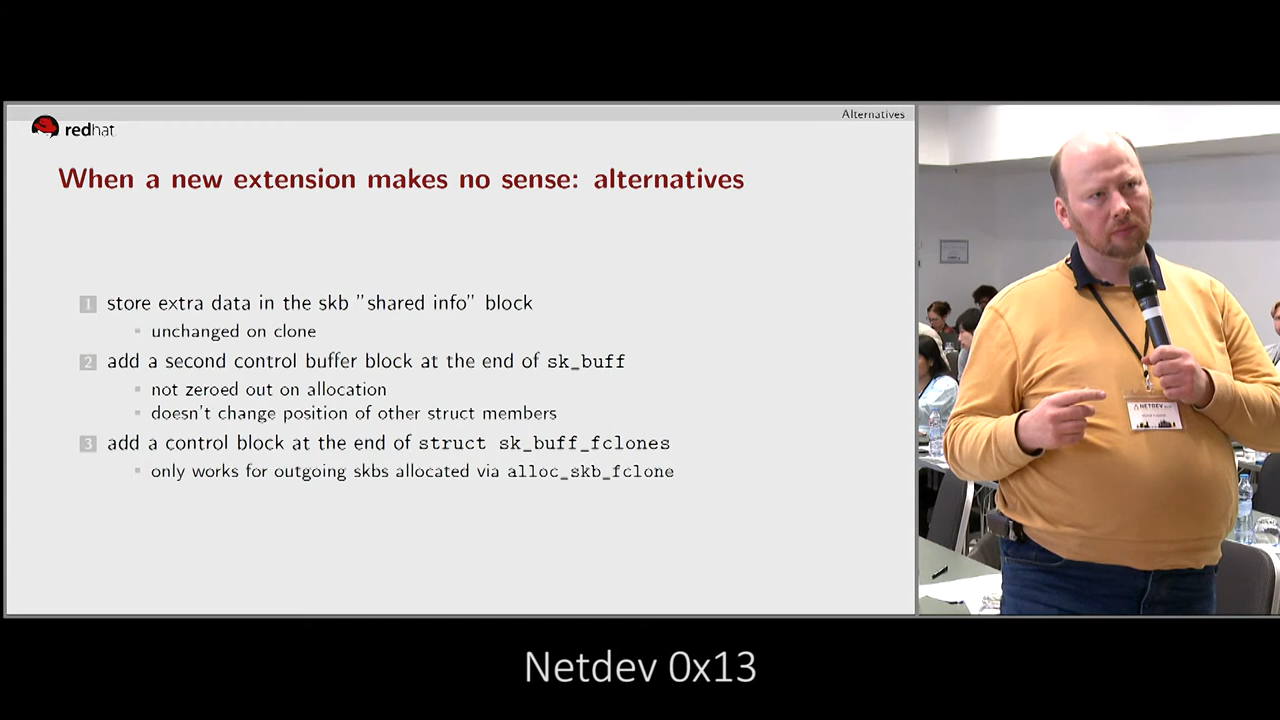 Alternatives
redhat.
When a new extension makes no sense: alternatives
1 store extra data in the skb "shared info" block
unchanged on clone
2 add a second control buffer block at the end of sk_buff
not zeroed out on allocation
doesn't change position of other struct members
3 add a control block at the end of struct sk_buff_fclones
only works for outgoing skbs allocated via alloc_skb_fclone
NETDEV
Netdev 0x13